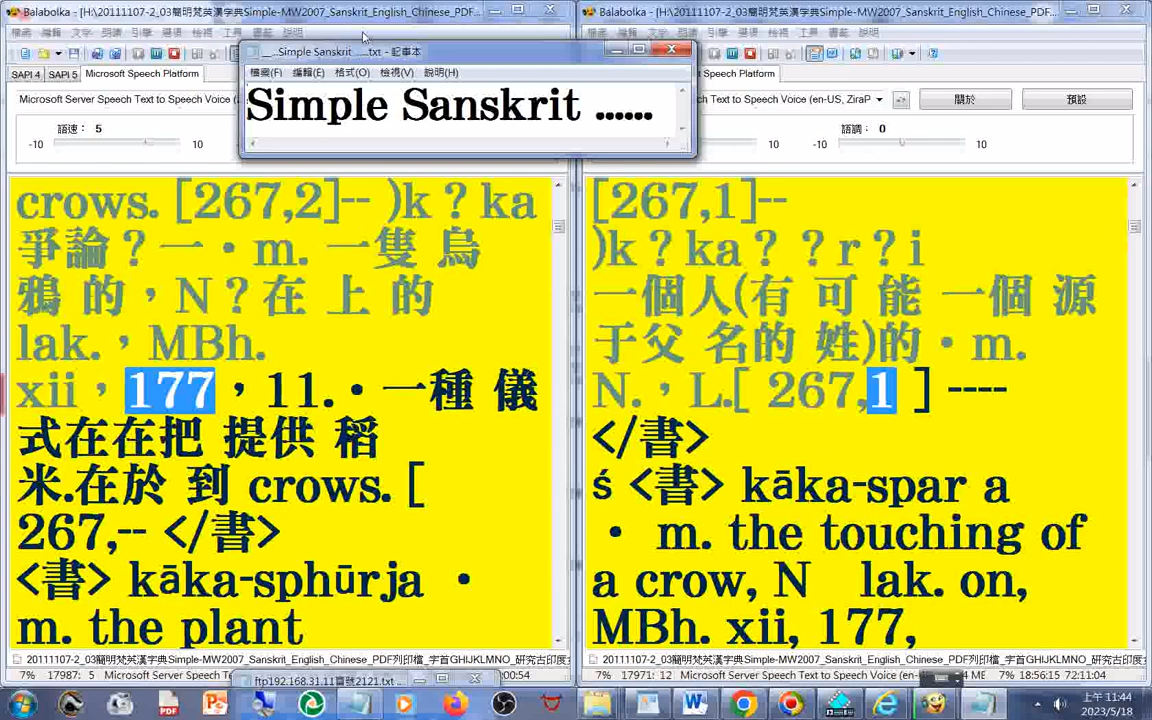 Balabolka - [H:\20111107-2_03簡明梵英漢字典Simple-MW2007_Sanskrit_English_Chinese_PDF
Balabolka - [H:\20111107-2_03簡明梵英漢字典Simple-MW2007_Sanskrit_English_Chinese_PDF...
__...Simple Sanskrit ......txt - 記事本
檔案(F) 編輯(E) 格式(O) 檢視(V) 說明(H)
Simple Sanskrit ......
SAPI 4 SAPI 5 Microsoft Speech Platform
Speech Platform
Microsoft Server Speech Text to Speech Voice (
ch Text to Speech Voice (en-US, ZiraP
關於
預設
語速： 5
-10 10
語調： 0
10 -10 10
crows. [267,2]-- )k？ka
爭論？一‧m. 一隻 烏
鴉 的，N？在 上 的
lak.，MBh.
xii，177，11.‧一種 儀
式在在把 提供 稻
米.在於 到 crows. [
267,-- </書>
<書> kāka-sphūrja ‧
m. the plant
[267,1]--
)k？ka？？r？i
一個人(有 可 能 一個 源
于父 名的 姓)的‧m.
N.，L.[ 267,1 ] ----
</書>
ś <書> kāka-spar a
‧ m. the touching of
a crow, N lak. on,
MBh. xii, 177,
20111107-2_03簡明梵英漢字典Simple-MW2007_Sanskrit_English_Chinese_PDF列印檔_字首GHIJKLMNO_研究古印度
20111107-2_03簡明梵英漢字典Simple-MW2007_Sanskrit_English_Chinese_PDF列印檔_字首GHIJKLMNO_研究古印度
7% 17987: 5 Microsoft Speech
:00:54
7% 17971: 12 Microsoft Server Speech Text to Speech Voice (en-
18:56:15 72:11:04
上午 11:44
2023/5/18